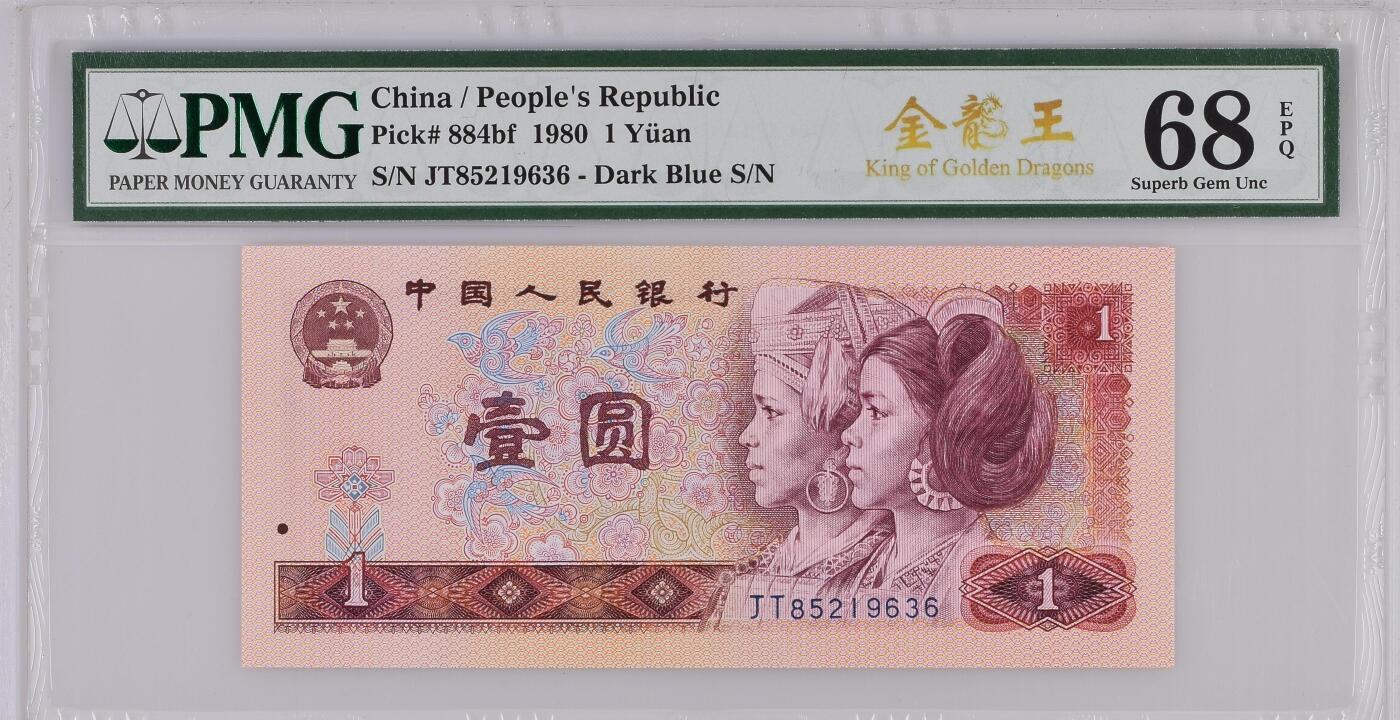 PMG
PAPER MONEY GUARANTY
China / People's Republic
Pick# 884bf 1980 1 Yüan
S/N JT85219636 - Dark Blue S/N
金龍王
King of Golden Dragons
68
EPQ
Superb Gem Unc
中国人民银行
1
壹圆
1
JT85219636
1